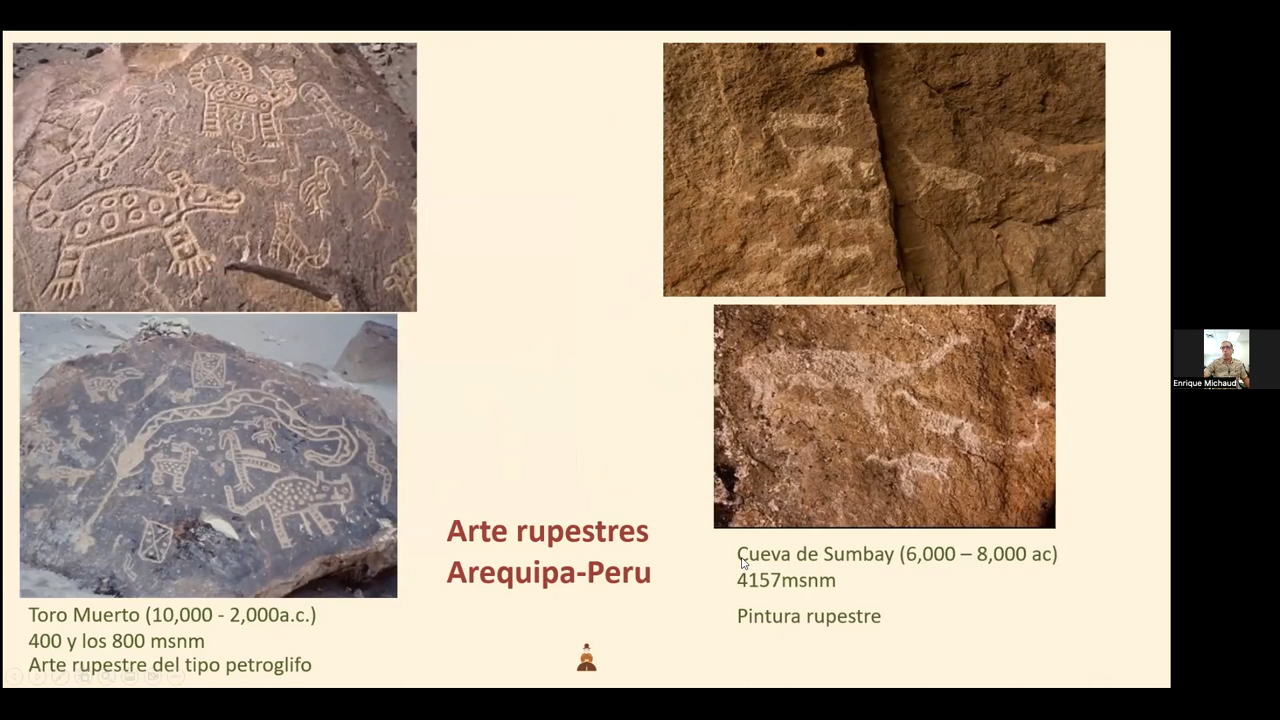 Arte rupestres
Arequipa-Peru
Toro Muerto (10,000 - 2,000a.c.)
400 y los 800 msnm
Arte rupestre del tipo petroglifo
Cueva de Sumbay (6,000 – 8,000 ac)
4157msnm
Pintura rupestre
Enrique Michaud